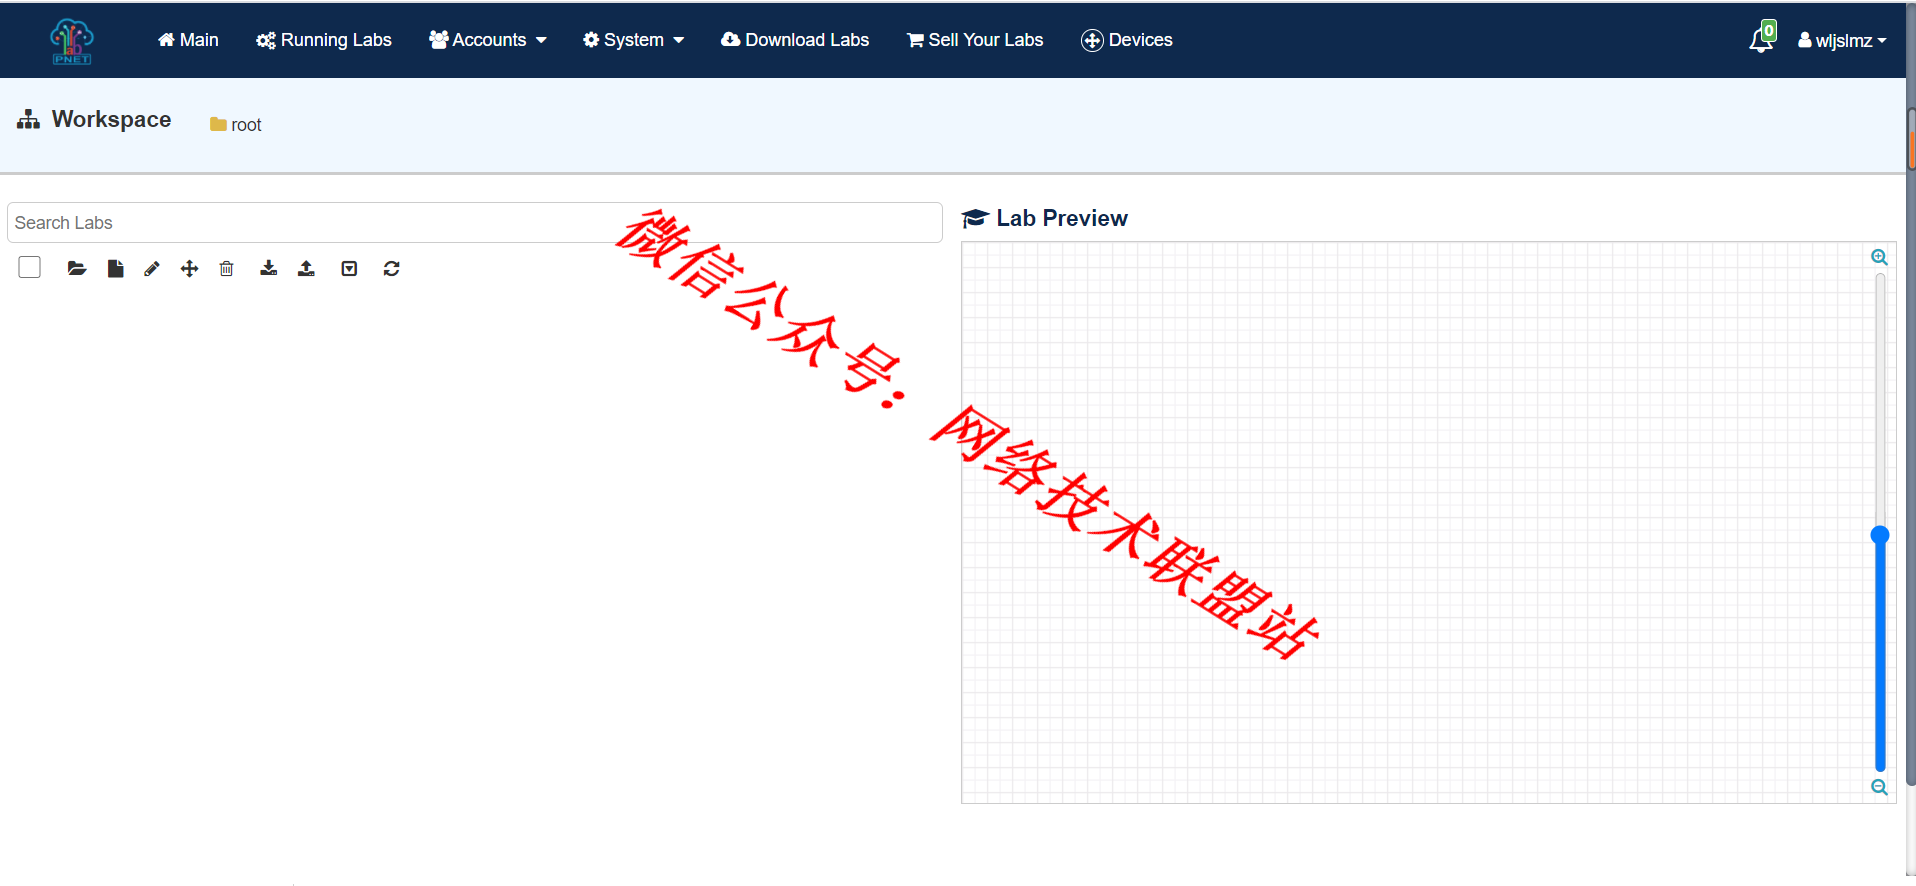 Lab
PNET
Main
Running Labs
Accounts
System
Download Labs
Sell Your Labs
Devices
0
wljslmz
Workspace
root
Search Labs
Lab Preview
微信公众号：网络技术联盟站